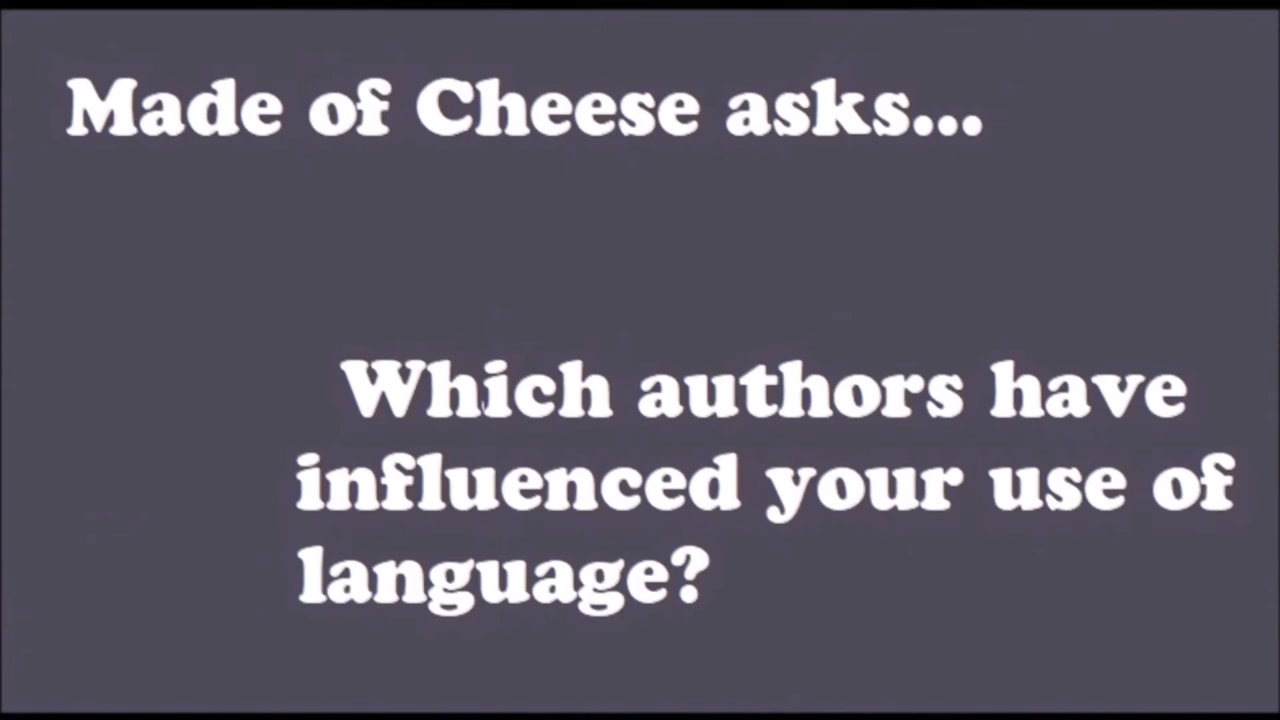 Made of Cheese asks...
Which authors have
influenced your use of
language?